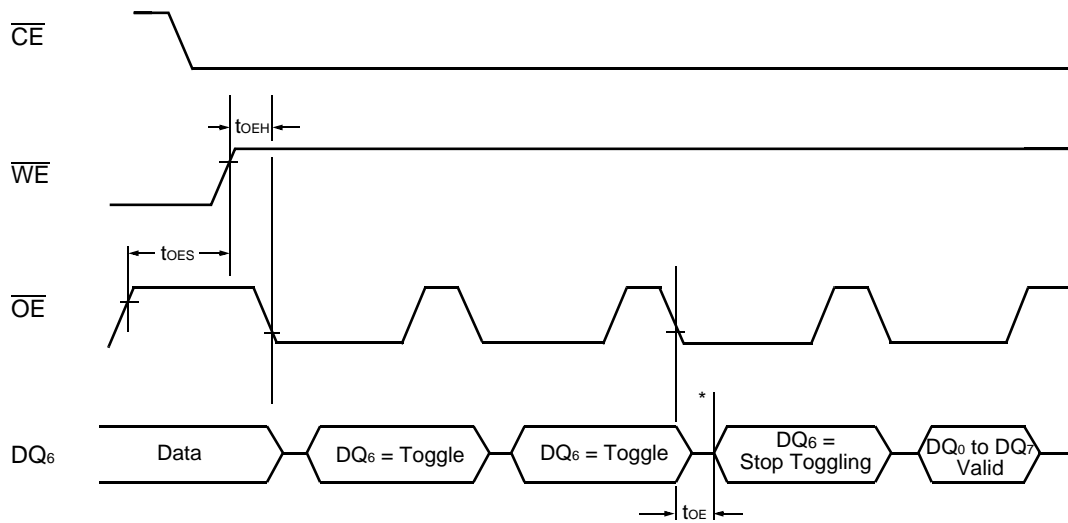 CE
tOEH
WE
tOES
OE
*
DQ6
Data
DQ6 = Toggle
DQ6 = Toggle
DQ6 =
Stop Toggling
DQ0 to DQ7
Valid
tOE